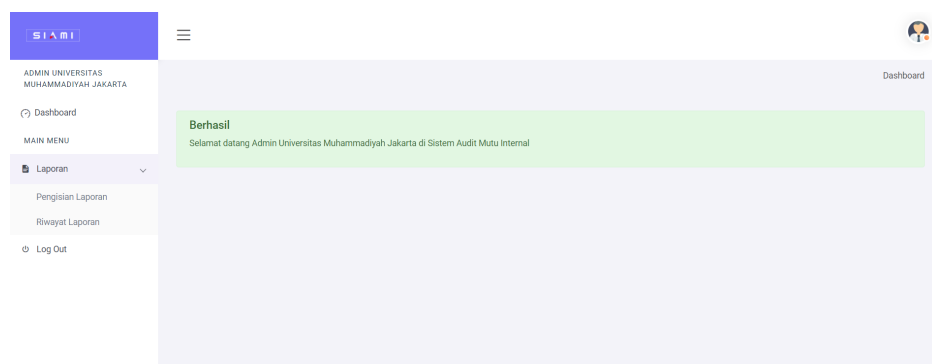 SIAMI
ADMIN UNIVERSITAS
MUHAMMADIYAH JAKARTA
Dashboard
MAIN MENU
Laporan
Pengisian Laporan
Riwayat Laporan
Log Out
Dashboard
Berhasil
Selamat datang Admin Universitas Muhammadiyah Jakarta di Sistem Audit Mutu Internal